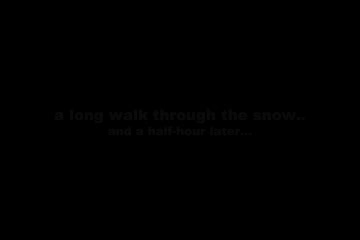 a long walk through the snow..
and a half-hour later...